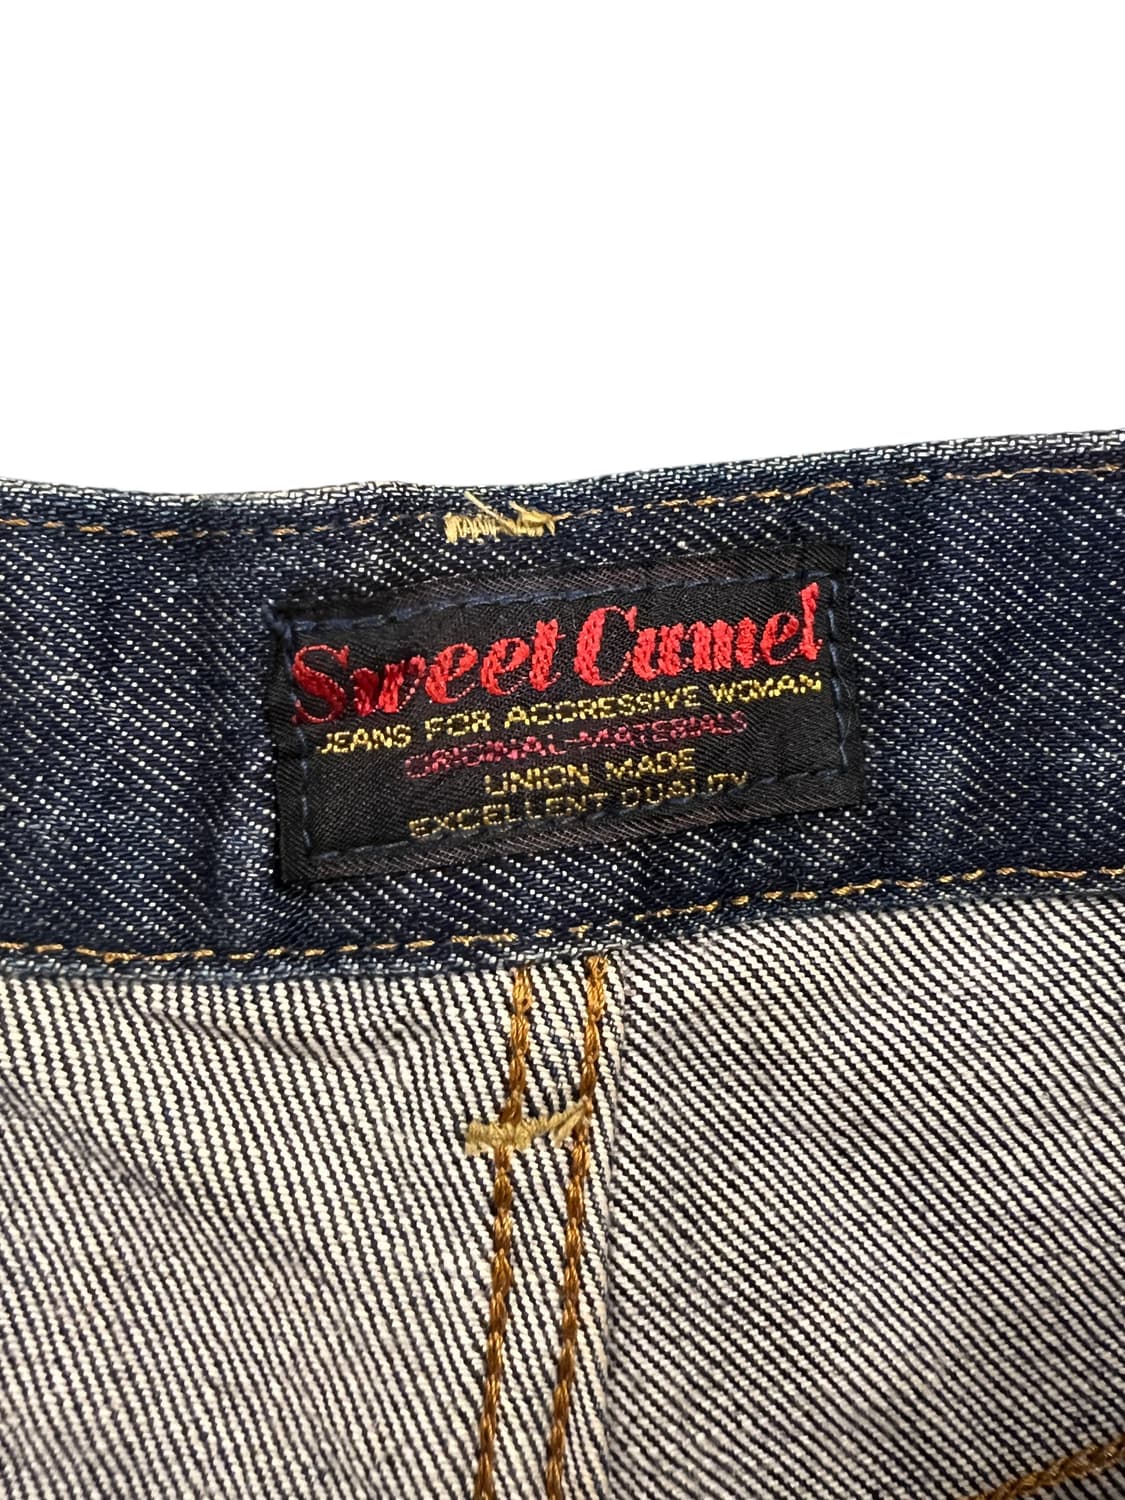 Sweet Camel
JEANS FOR AGGRESSIVE WOMAN
ORIGINAL-MATERIALS
UNION MADE
EXCELLENT QUALITY